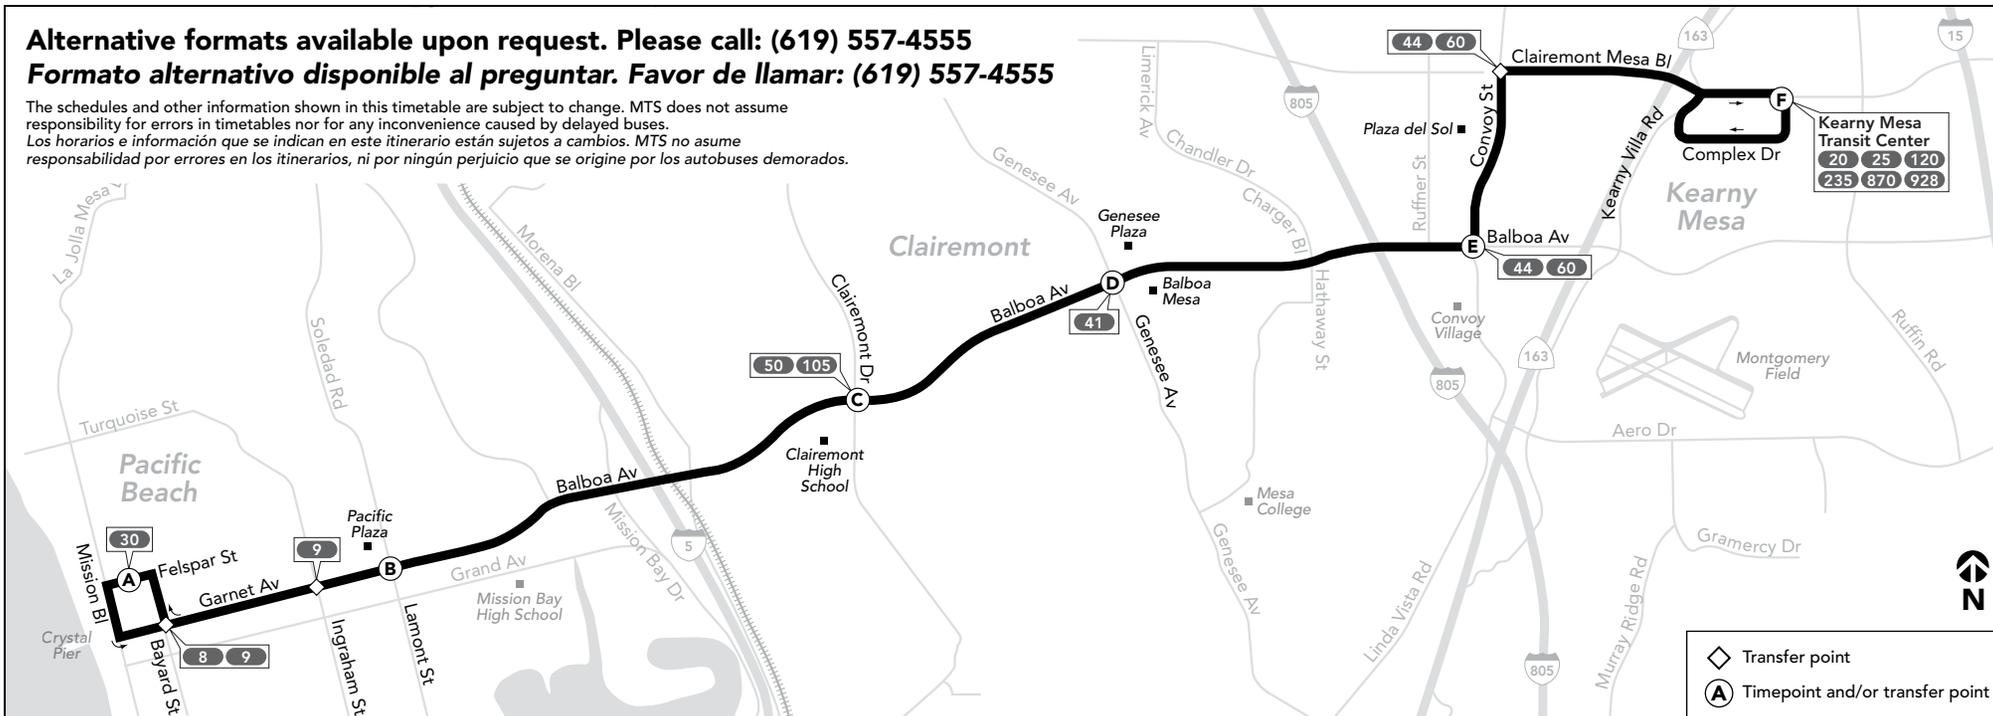 Alternative formats available upon request. Please call: (619) 557-4555
Formato alternativo disponible al preguntar. Favor de llamar: (619) 557-4555
The schedules and other information shown in this timetable are subject to change. MTS does not assume
responsibility for errors in timetables nor for any inconvenience caused by delayed buses.
Los horarios e información que se indican en este itinerario están sujetos a cambios. MTS no asume
responsabilidad por errores en los itinerarios, ni por ningún perjuicio que se origine por los autobuses demorados.
44 60
Clairemont Mesa Bl
163
15
805
Limerick Av
Plaza del Sol
Convoy St
F
Kearny Mesa
Transit Center
20 25 120
235 870 928
Complex Dr
Kearny Villa Rd
Kearny
Mesa
Chandler Dr
Charger Bl
Ruffner St
Genesee Av
La Jolla Mesa
Morena Bl
Clairemont
Genesee
Plaza
E
Balboa Av
44 60
D
Balboa
Mesa
41
Balboa Av
Clairemont Dr
Hathaway St
Convoy
Village
Genesee Av
Soledad Rd
50 105
C
805
163
Montgomery
Field
Ruffin Rd
Turquoise St
Aero Dr
Pacific
Beach
Clairemont
High
School
Balboa Av
Mesa
College
Pacific
Plaza
Mission Bay Dr
5
30
A
Felspar St
Mission Bl
9
B
Garnet Av
Grand Av
Mission Bay
High School
Genesee Av
Gramercy Dr
Linda Vista Rd
Murray Ridge Rd
N
Crystal
Pier
8 9
Bayard St
Ingraham St
Lamont St
805
Transfer point
A Timepoint and/or transfer point